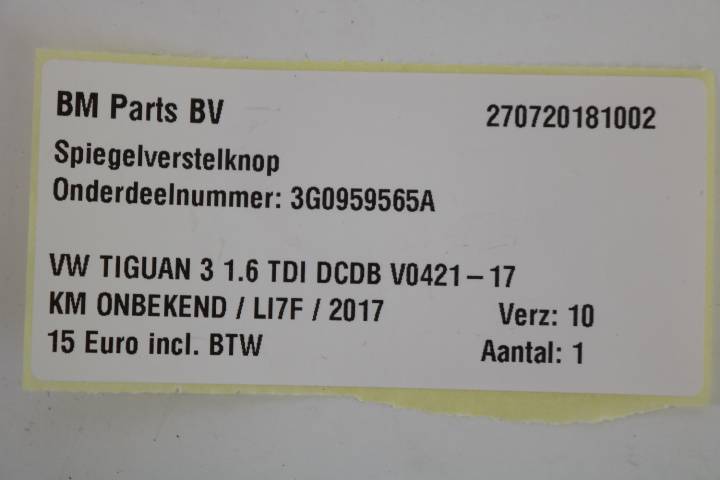 BM Parts BV 270720181002
Spiegelverstelknop
Onderdeelnummer: 3G0959565A
VW TIGUAN 3 1.6 TDI DCDB V0421-17
KM ONBEKEND / LI7F / 2017 Verz: 10
15 Euro incl. BTW Aantal: 1